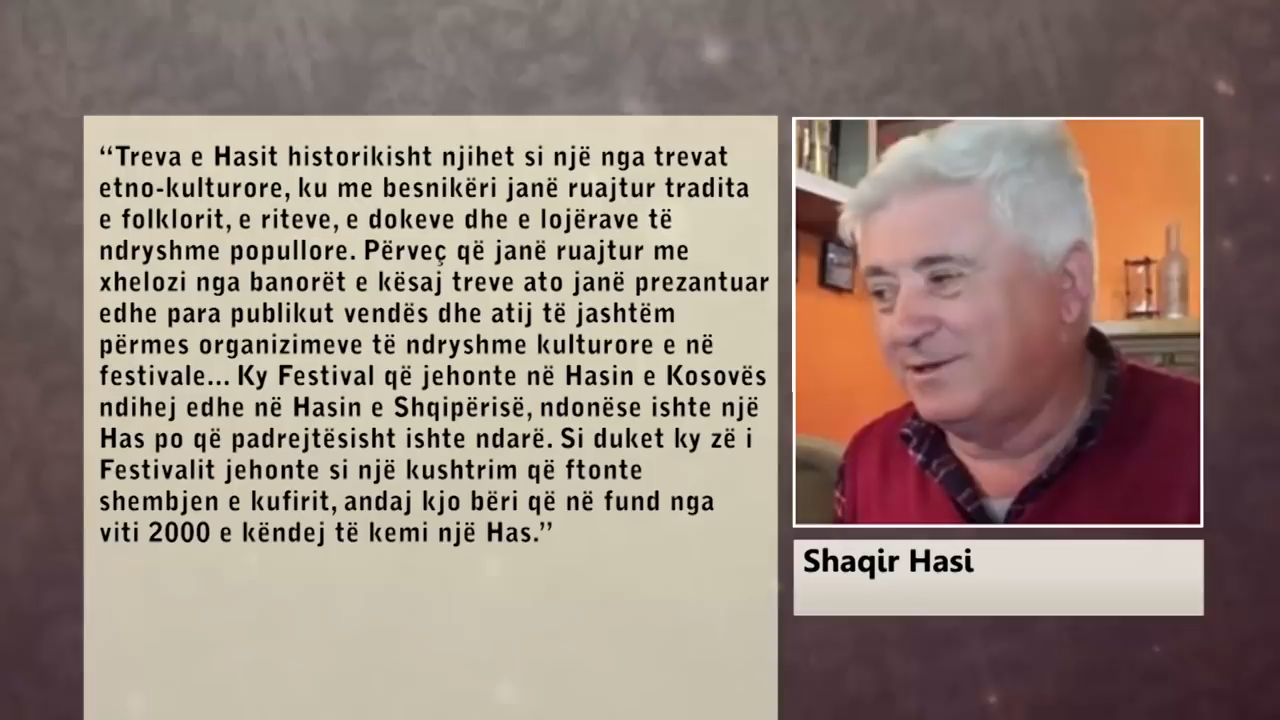 “Treva e Hasit historikisht njihet si një nga trevat
etno-kulturore, ku me besnikëri janë ruajtur tradita
e folklorit, e riteve, e dokeve dhe e lojërave të
ndryshme popullore. Përveç që janë ruajtur me
xhelozi nga banorët e kësaj treve ato janë prezantuar
edhe para publikut vendës dhe atij të jashtëm
përmes organizimeve të ndryshme kulturore e në
festivale... Ky Festival që jehonte në Hasin e Kosovës
ndihej edhe në Hasin e Shqipërisë, ndonëse ishte një
Has po që padrejtësisht ishte ndarë. Si duket ky zë i
Festivalit jehonte si një kushtrim që ftonte
shembjen e kufirit, andaj kjo bëri që në fund nga
viti 2000 e këndej të kemi një Has.”
Shaqir Hasi